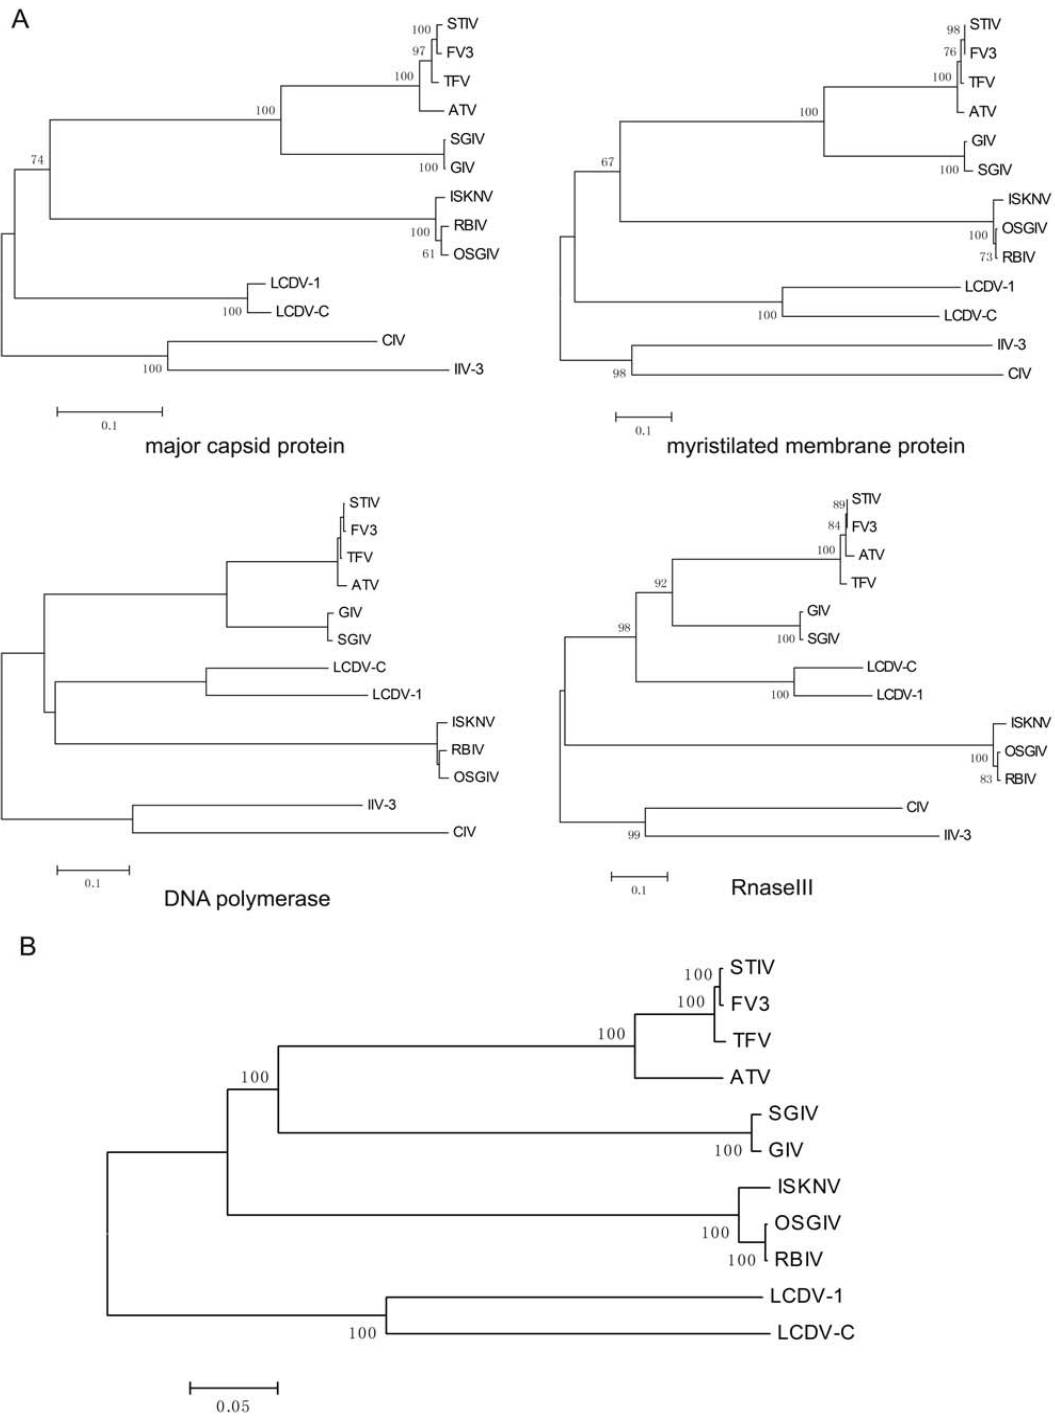 A
100
STIV
97
FV3
100
TFV
ATV
100
SGIV
100
GIV
74
ISKNV
100
RBIV
61
OSGIV
LCDV-1
100
LCDV-C
CIV
100
IIV-3
0.1
major capsid protein
98
STIV
76
FV3
100
TFV
ATV
100
GIV
100
SGIV
67
ISKNV
100
OSGIV
73
RBIV
LCDV-1
100
LCDV-C
IIV-3
98
CIV
0.1
myristilated membrane protein
STIV
FV3
TFV
ATV
GIV
SGIV
LCDV-C
LCDV-1
ISKNV
RBIV
OSGIV
IIV-3
CIV
0.1
DNA polymerase
89
STIV
84
FV3
100
ATV
TFV
92
GIV
100
SGIV
98
LCDV-C
100
LCDV-1
ISKNV
100
OSGIV
83
RBIV
CIV
99
IIV-3
0.1
RnaseIII
B
100
STIV
100
FV3
100
TFV
ATV
100
SGIV
100
GIV
ISKNV
100
OSGIV
100
RBIV
LCDV-1
100
LCDV-C
0.05